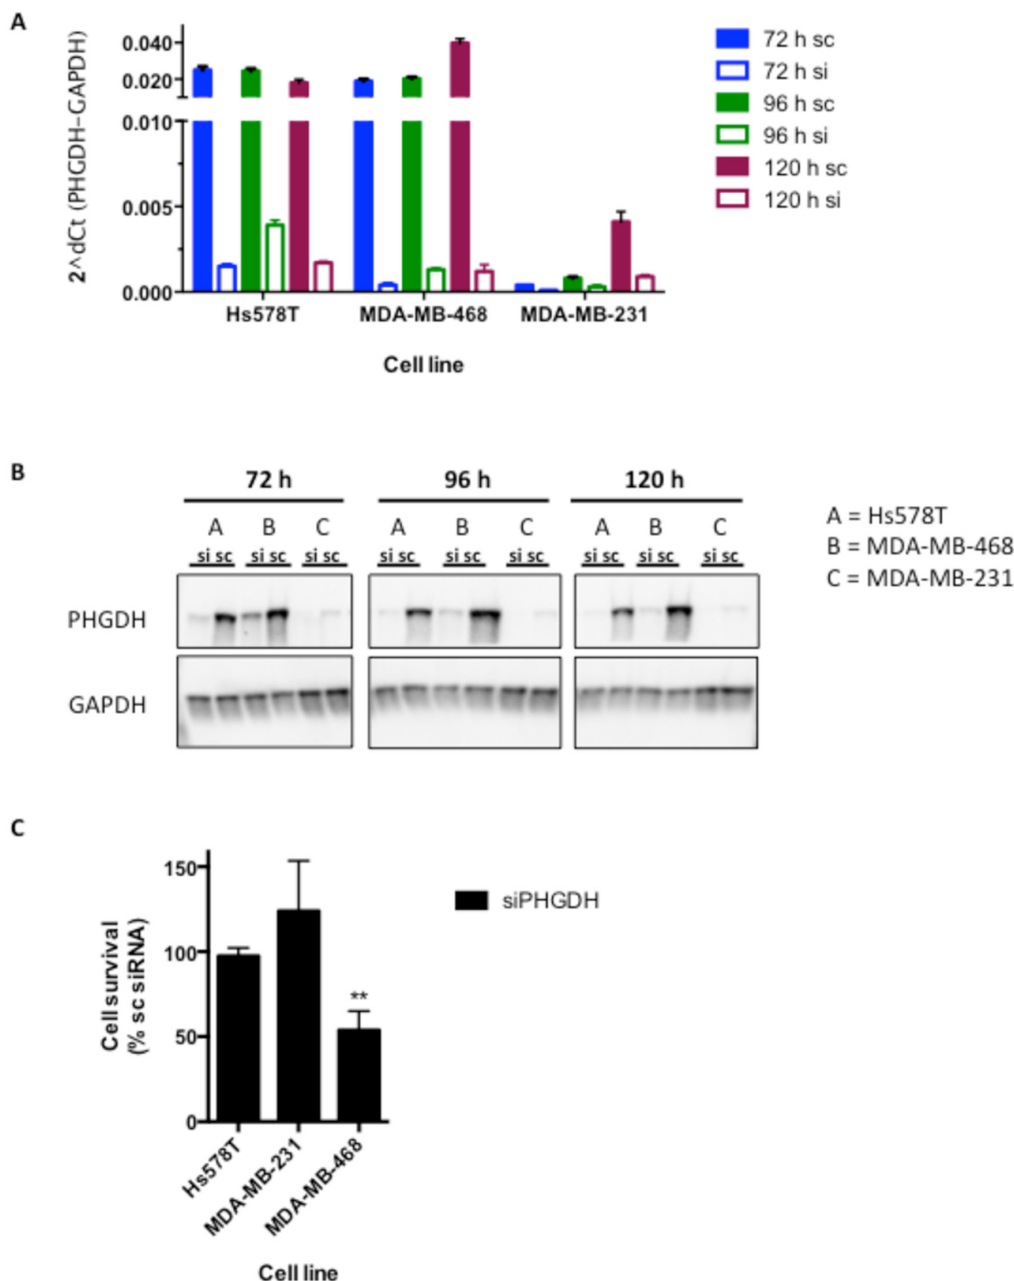 A
2^dCt (PHGDH-GAPDH)
0.040
0.020
0.010
0.005
0.000
Hs578T MDA-MB-468 MDA-MB-231
Cell line
72 h sc
72 h si
96 h sc
96 h si
120 h sc
120 h si
B
72 h 96 h 120 h
A B C A B C A B C
si sc si sc si sc si sc si sc si sc si sc si sc si sc
PHGDH
GAPDH
A = Hs578T
B = MDA-MB-468
C = MDA-MB-231
C
Cell survival
(% sc siRNA)
150
100
50
0
**
Hs578T
MDA-MB-231
MDA-MB-468
Cell line
siPHGDH